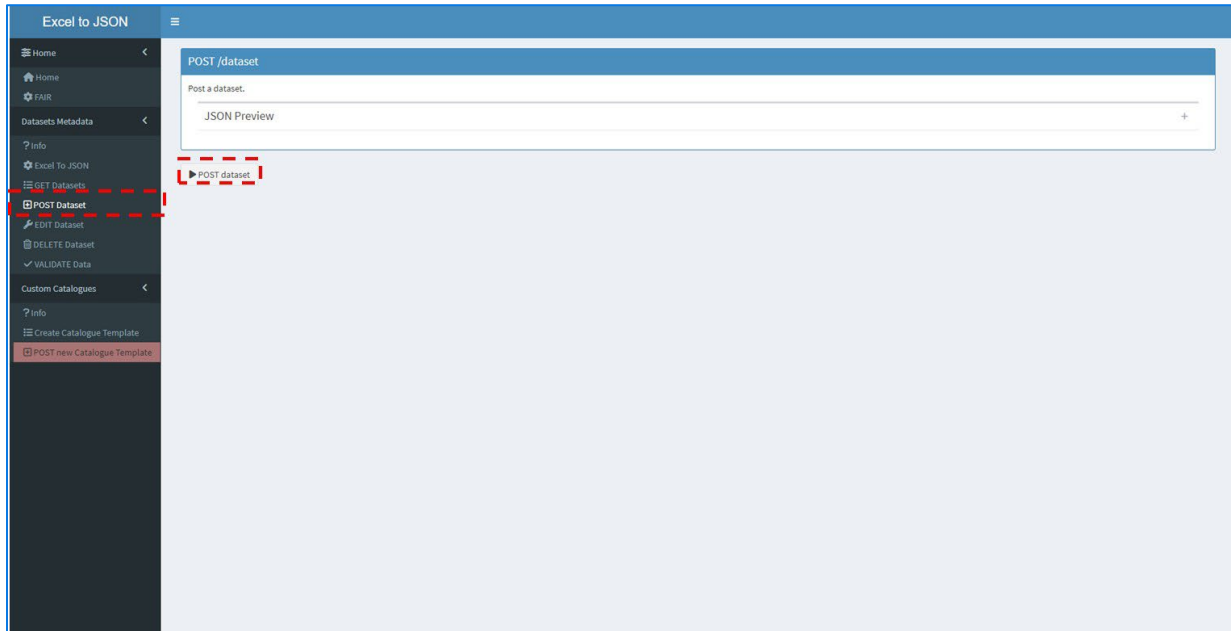 Excel to JSON
Home
Home
FAIR
Datasets Metadata
? Info
Excel To JSON
GET Datasets
POST Dataset
EDIT Dataset
DELETE Dataset
VALIDATE Data
Custom Catalogues
? Info
Create Catalogue Template
POST new Catalogue Template
POST /dataset
Post a dataset.
JSON Preview +
POST dataset